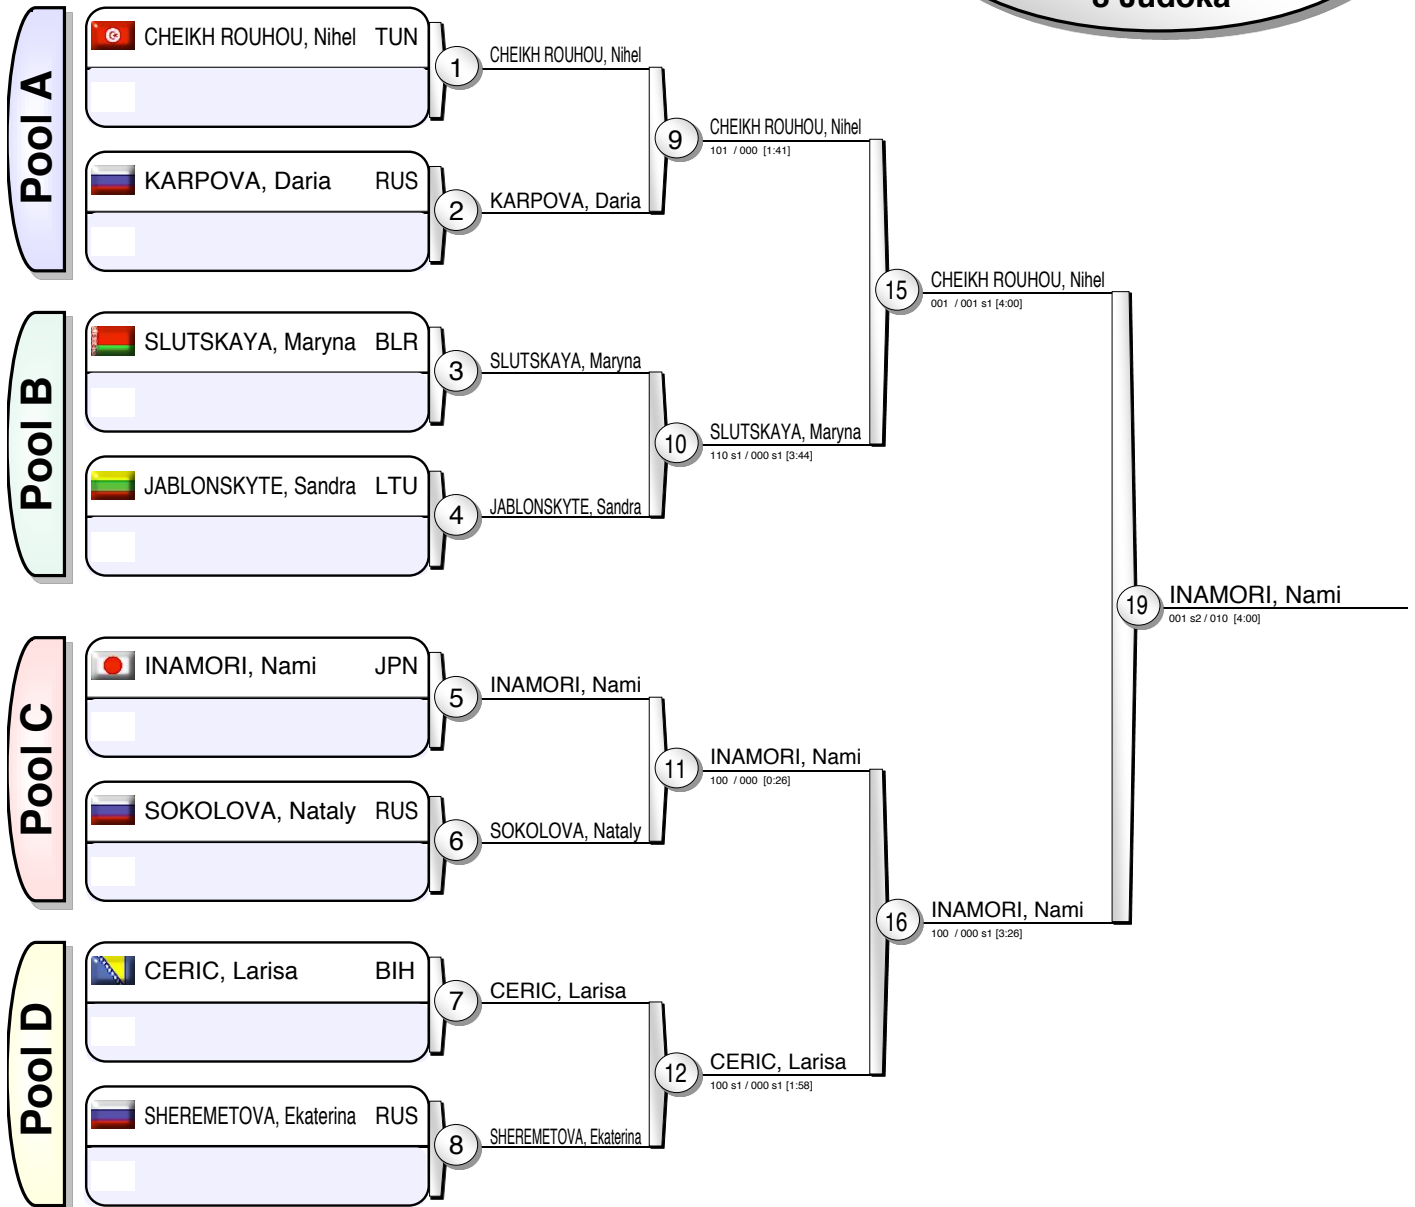 8 Judoka
Pool A
CHEIKH ROUHOU, Nihel TUN
1
CHEIKH ROUHOU, Nihel
9
CHEIKH ROUHOU, Nihel
101 / 000 [1:41]
KARPOVA, Daria RUS
2
KARPOVA, Daria
15
CHEIKH ROUHOU, Nihel
001 / 001 s1 [4:00]
Pool B
SLUTSKAYA, Maryna BLR
3
SLUTSKAYA, Maryna
10
SLUTSKAYA, Maryna
110 s1 / 000 s1 [3:44]
JABLONSKYTE, Sandra LTU
4
JABLONSKYTE, Sandra
19
INAMORI, Nami
001 s2 / 010 [4:00]
Pool C
INAMORI, Nami JPN
5
INAMORI, Nami
11
INAMORI, Nami
100 / 000 [0:26]
SOKOLOVA, Nataly RUS
6
SOKOLOVA, Nataly
16
INAMORI, Nami
100 / 000 s1 [3:26]
Pool D
CERIC, Larisa BIH
7
CERIC, Larisa
12
CERIC, Larisa
100 s1 / 000 s1 [1:58]
SHEREMETOVA, Ekaterina RUS
8
SHEREMETOVA, Ekaterina